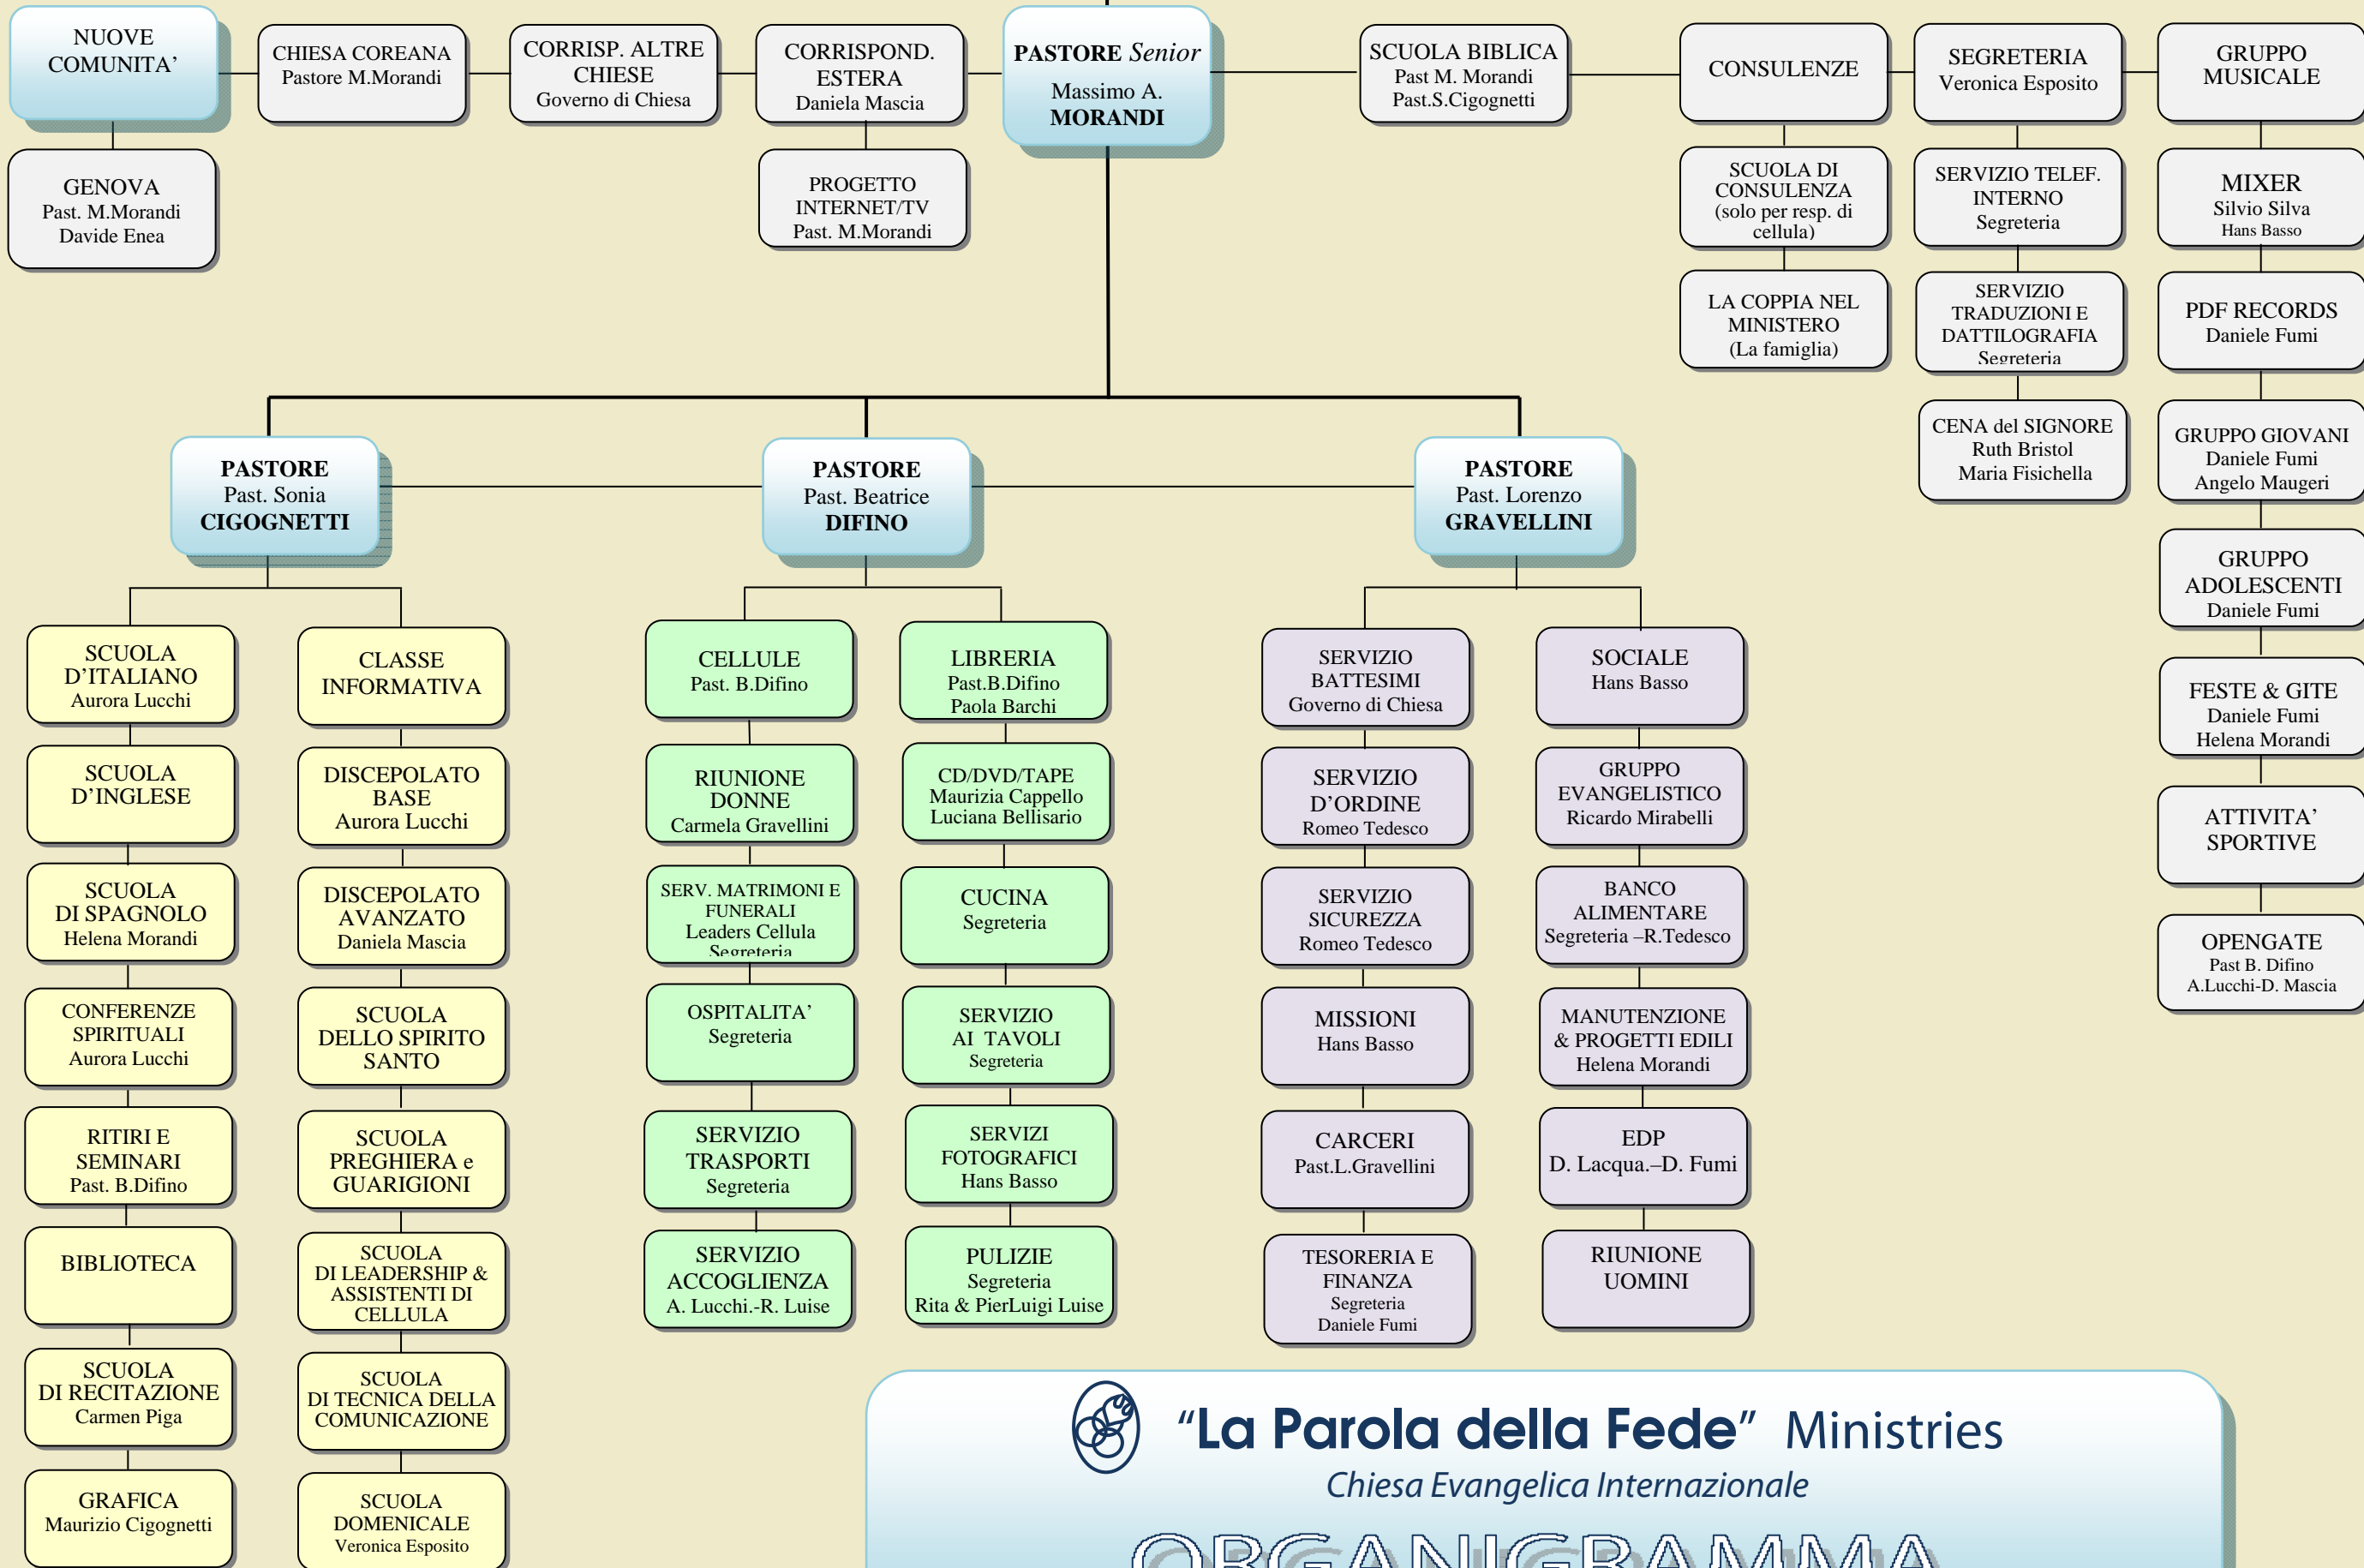 NUOVE
COMUNITA’
CHIESA COREANA
Pastore M.Morandi
CORRISP. ALTRE
CHIESE
Governo di Chiesa
CORRISPOND.
ESTERA
Daniela Mascia
PASTORE Senior
Massimo A.
MORANDI
SCUOLA BIBLICA
Past M. Morandi
Past.S.Cigognetti
CONSULENZE
SEGRETERIA
Veronica Esposito
GRUPPO
MUSICALE
GENOVA
Past. M.Morandi
Davide Enea
PROGETTO
INTERNET/TV
Past. M.Morandi
SCUOLA DI
CONSULENZA
(solo per resp. di
cellula)
LA COPPIA NEL
MINISTERO
(La famiglia)
SERVIZIO TELEF.
INTERNO
Segreteria
SERVIZIO
TRADUZIONI E
DATTILOGRAFIA
Segreteria
CENA del SIGNORE
Ruth Bristol
Maria Fisichella
MIXER
Silvio Silva
Hans Basso
PDF RECORDS
Daniele Fumi
GRUPPO GIOVANI
Daniele Fumi
Angelo Maugeri
GRUPPO
ADOLESCENTI
Daniele Fumi
FESTE & GITE
Daniele Fumi
Helena Morandi
ATTIVITA’
SPORTIVE
OPENGATE
Past B. Difino
A.Lucchi-D. Mascia
PASTORE
Past. Sonia
CIGOGNETTI
PASTORE
Past. Beatrice
DIFINO
PASTORE
Past. Lorenzo
GRAVELLINI
SCUOLA
D’ITALIANO
Aurora Lucchi
SCUOLA
D’INGLESE
SCUOLA
DI SPAGNOLO
Helena Morandi
CONFERENZE
SPIRITUALI
Aurora Lucchi
RITIRI E
SEMINARI
Past. B.Difino
BIBLIOTECA
SCUOLA
DI RECITAZIONE
Carmen Piga
GRAFICA
Maurizio Cigognetti
CLASSE
INFORMATIVA
DISCEPOLATO
BASE
Aurora Lucchi
DISCEPOLATO
AVANZATO
Daniela Mascia
SCUOLA
DELLO SPIRITO
SANTO
SCUOLA
PREGHIERA e
GUARIGIONI
SCUOLA
DI LEADERSHIP &
ASSISTENTI DI
CELLULA
SCUOLA
DI TECNICA DELLA
COMUNICAZIONE
SCUOLA
DOMENICALE
Veronica Esposito
CELLULE
Past. B.Difino
RIUNIONE
DONNE
Carmela Gravellini
SERV. MATRIMONI E
FUNERALI
Leaders Cellula
Segreteria
OSPITALITA’
Segreteria
SERVIZIO
TRASPORTI
Segreteria
SERVIZIO
ACCOGLIENZA
A. Lucchi.-R. Luise
LIBRERIA
Past.B.Difino
Paola Barchi
CD/DVD/TAPE
Maurizia Cappello
Luciana Bellisario
CUCINA
Segreteria
SERVIZIO
AI TAVOLI
Segreteria
SERVIZI
FOTOGRAFICI
Hans Basso
PULIZIE
Segreteria
Rita & PierLuigi Luise
SERVIZIO
BATTESIMI
Governo di Chiesa
SERVIZIO
D’ORDINE
Romeo Tedesco
SERVIZIO
SICUREZZA
Romeo Tedesco
MISSIONI
Hans Basso
CARCERI
Past.L.Gravellini
TESORERIA E
FINANZA
Segreteria
Daniele Fumi
SOCIALE
Hans Basso
GRUPPO
EVANGELISTICO
Ricardo Mirabelli
BANCO
ALIMENTARE
Segreteria –R.Tedesco
MANUTENZIONE
& PROGETTI EDILI
Helena Morandi
EDP
D. Lacqua.–D. Fumi
RIUNIONE
UOMINI
“La Parola della Fede” Ministries
Chiesa Evangelica Internazionale
ORGANIGRAMMA